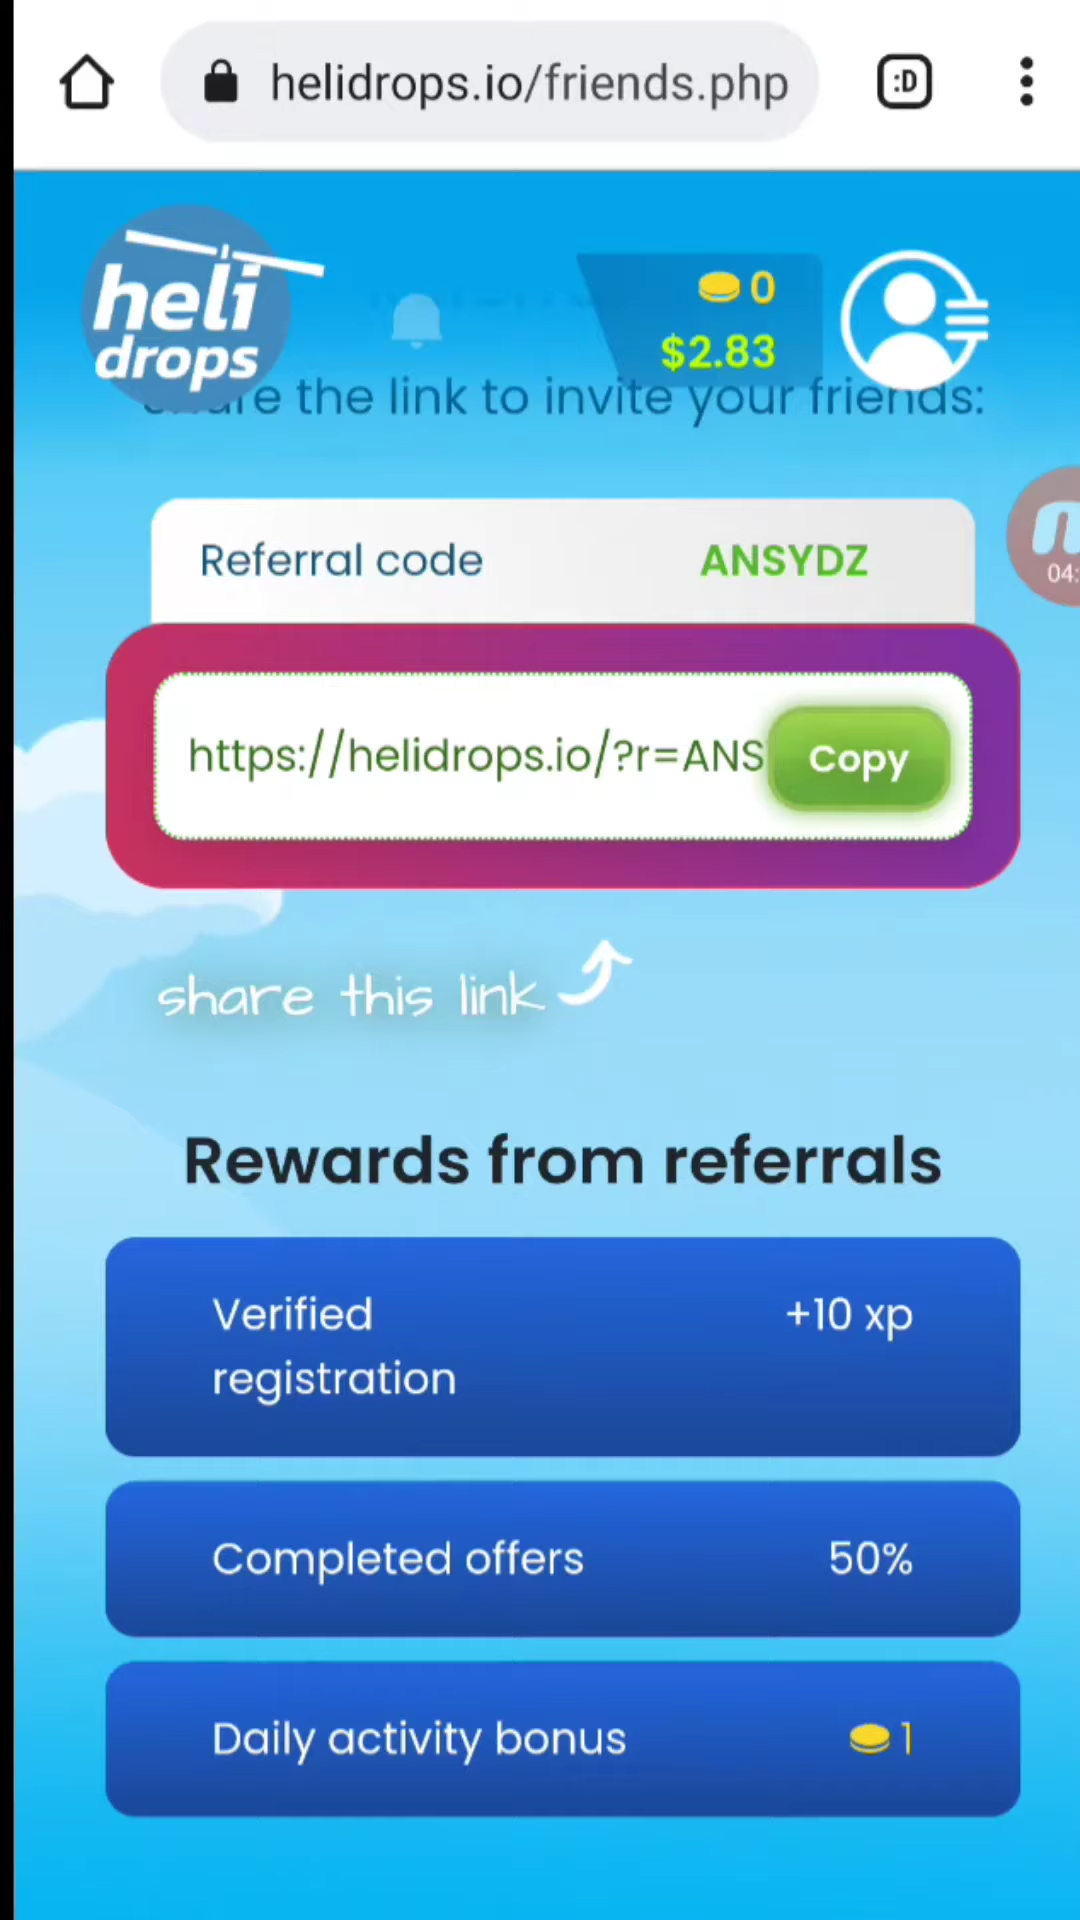 helidrops.io/friends.php
:D
heli
drops
0
$2.83
Share the link to invite your friends:
Referral code ANSYDZ
04:
https://helidrops.io/?r=ANS Copy
share this link
Rewards from referrals
Verified +10 xp
registration
Completed offers 50%
Daily activity bonus 1